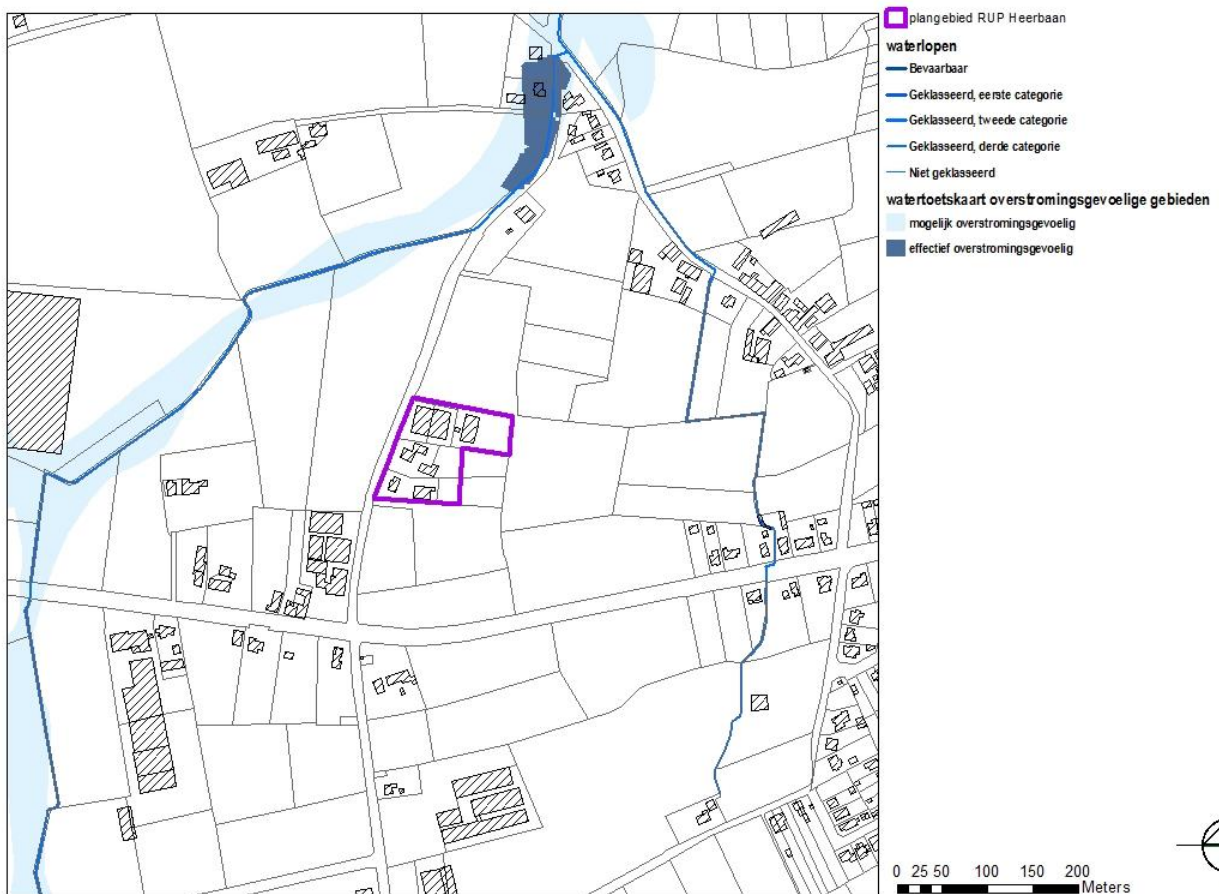 plangebied RUP Heerbaan
waterlopen
Bevaarbaar
Geklasseerd, eerste categorie
Geklasseerd, tweede categorie
Geklasseerd, derde categorie
Niet geklasseerd
watertoetskaart overstromingsgevoelige gebieden
mogelijk overstromingsgevoelig
effectief overstromingsgevoelig
0 25 50 100 150 200
Meters